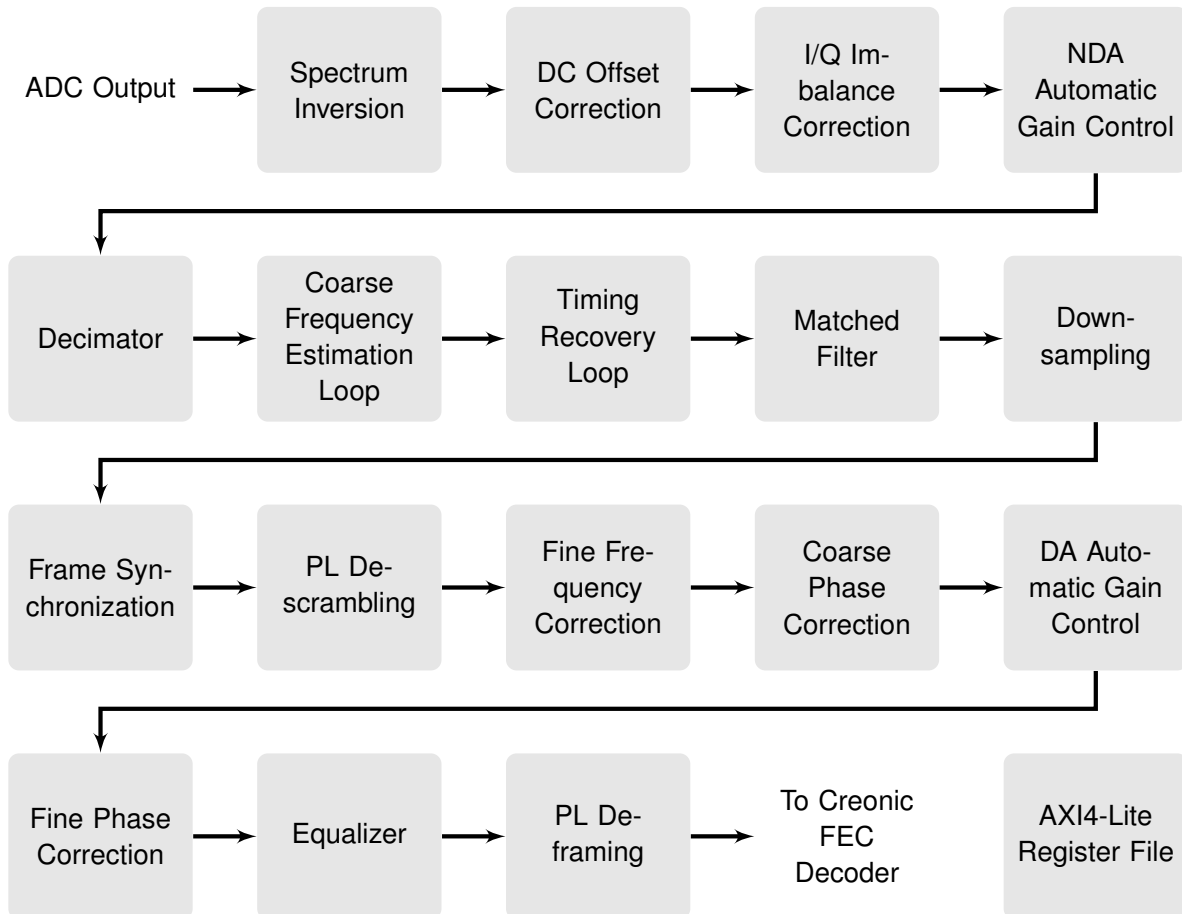 ADC Output
Spectrum
Inversion
DC Offset
Correction
I/Q Im-
balance
Correction
NDA
Automatic
Gain Control
Decimator
Coarse
Frequency
Estimation
Loop
Timing
Recovery
Loop
Matched
Filter
Down-
sampling
Frame Syn-
chronization
PL De-
scrambling
Fine Fre-
quency
Correction
Coarse
Phase
Correction
DA Auto-
matic Gain
Control
Fine Phase
Correction
Equalizer
PL De-
framing
To Creonic
FEC
Decoder
AXI4-Lite
Register File